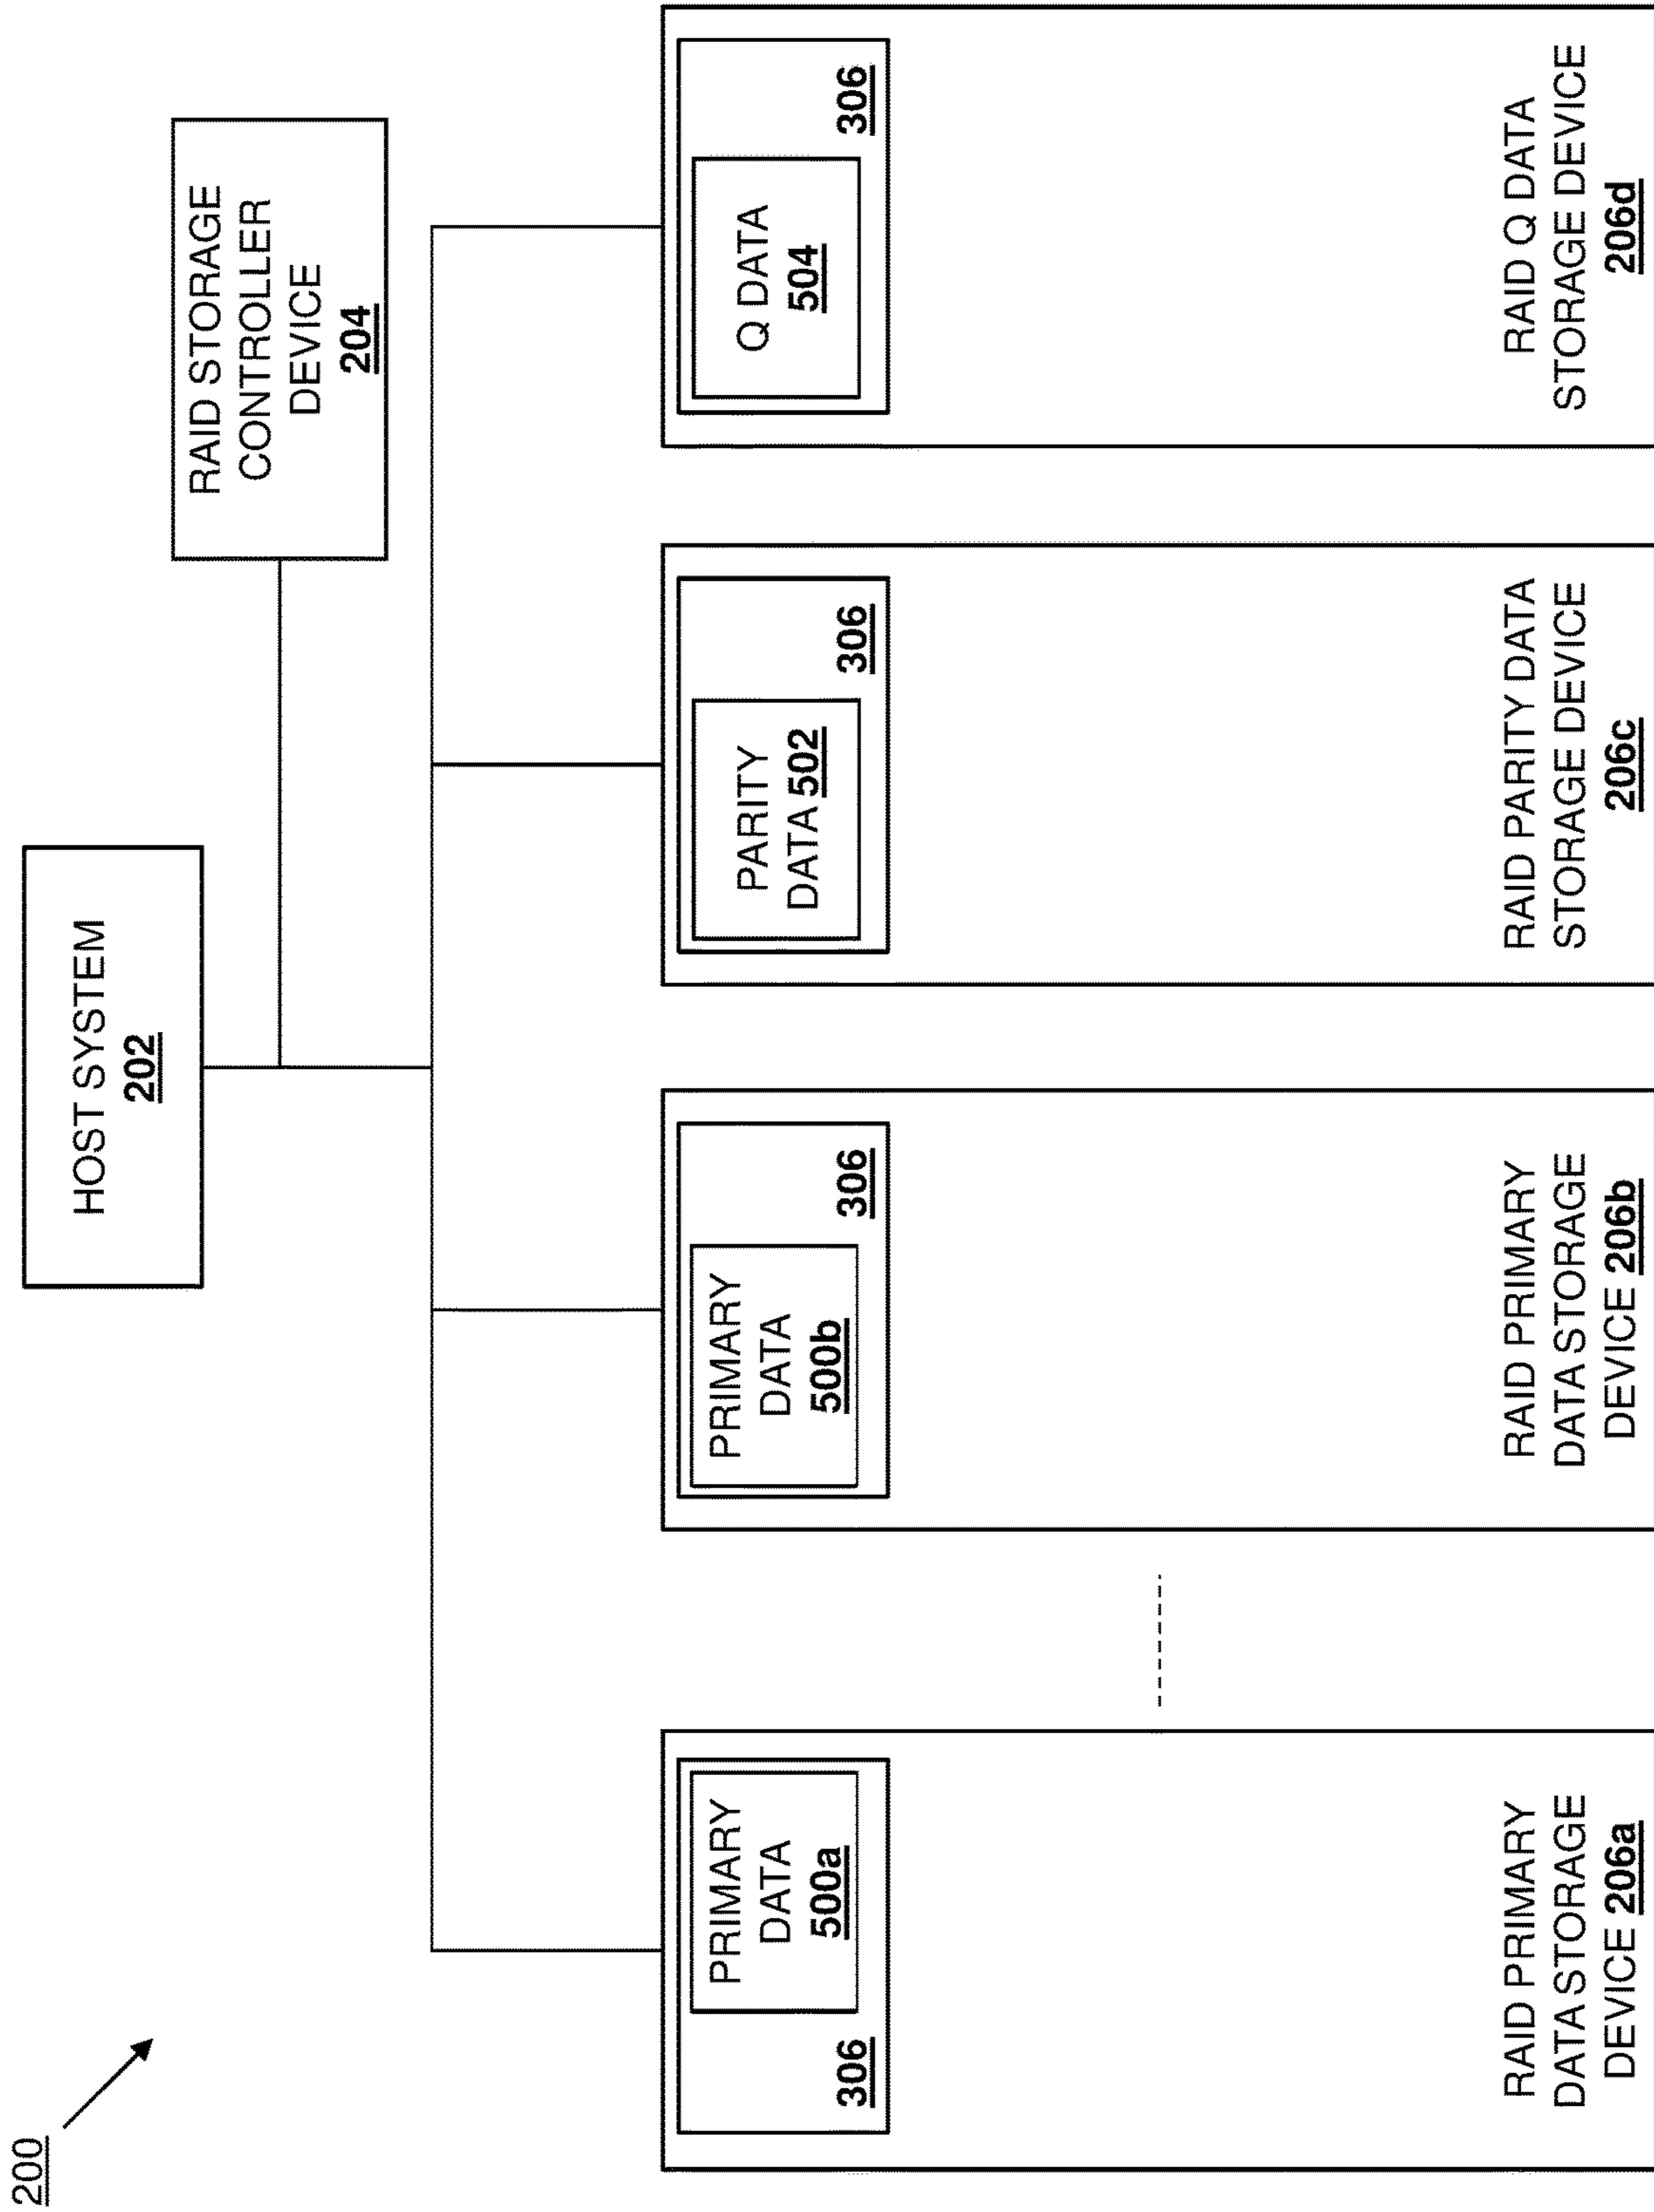 200
HOST SYSTEM
202
RAID STORAGE
CONTROLLER
DEVICE
204
PRIMARY
DATA
500a
306
RAID PRIMARY
DATA STORAGE
DEVICE 206a
PRIMARY
DATA
500b
306
RAID PRIMARY
DATA STORAGE
DEVICE 206b
PARITY
DATA 502
306
RAID PARITY DATA
STORAGE DEVICE
206c
Q DATA
504
306
RAID Q DATA
STORAGE DEVICE
206d